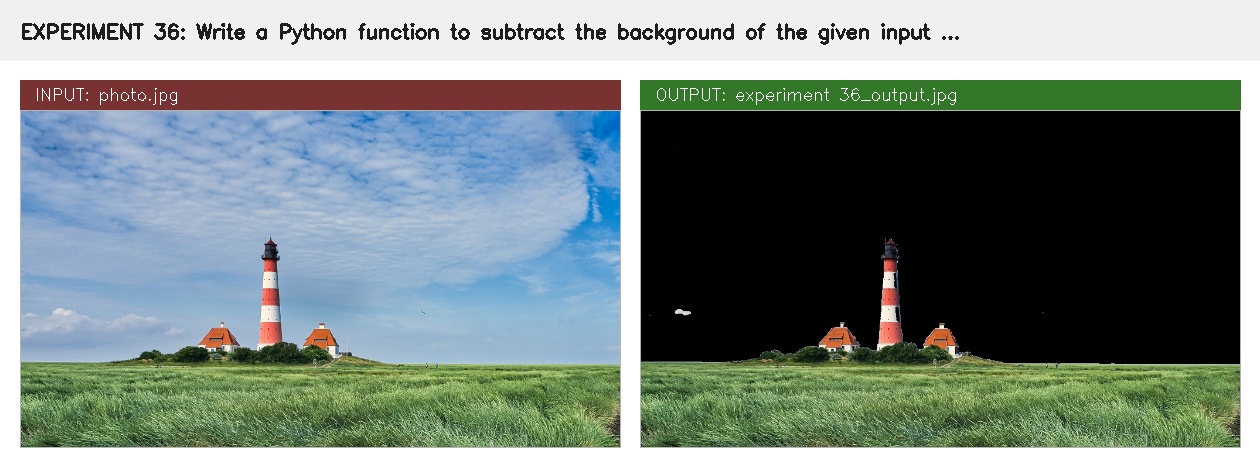 EXPERIMENT 36: Write a Python function to subtract the background of the given input ...
INPUT: photo.jpg
OUTPUT: experiment 36_output.jpg